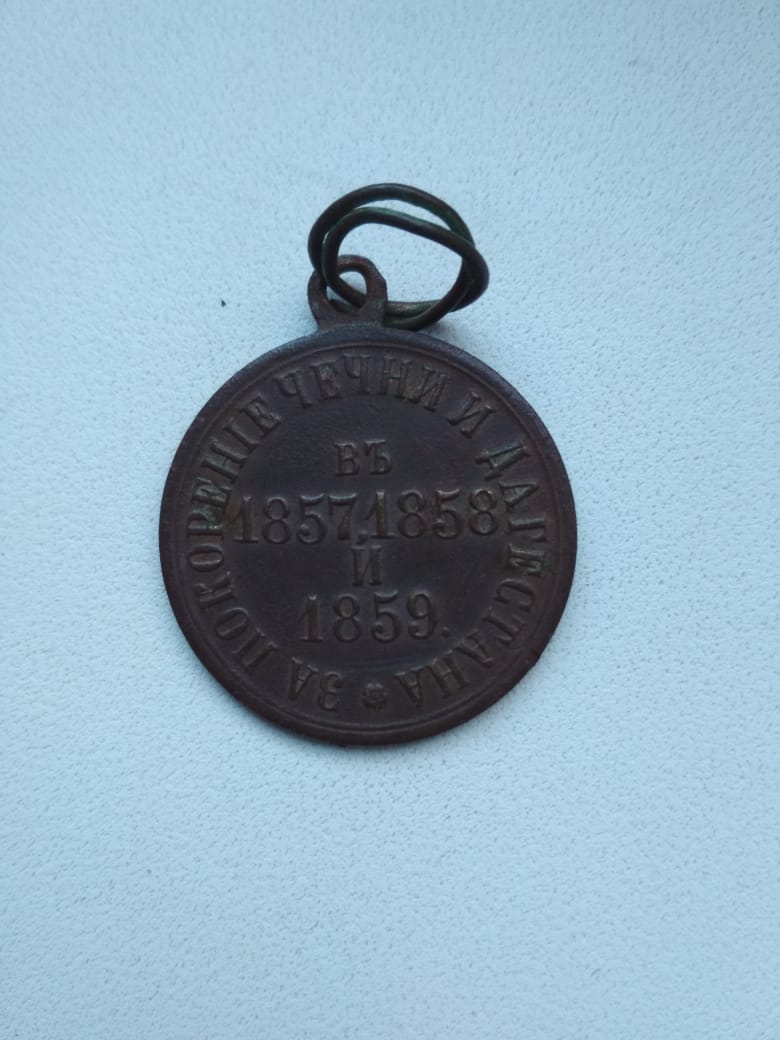 ЗА ПОКОРЕНІЕ ЧЕЧНИ И ДАГЕСТАНА
ВЪ
1857,1858
И
1859.